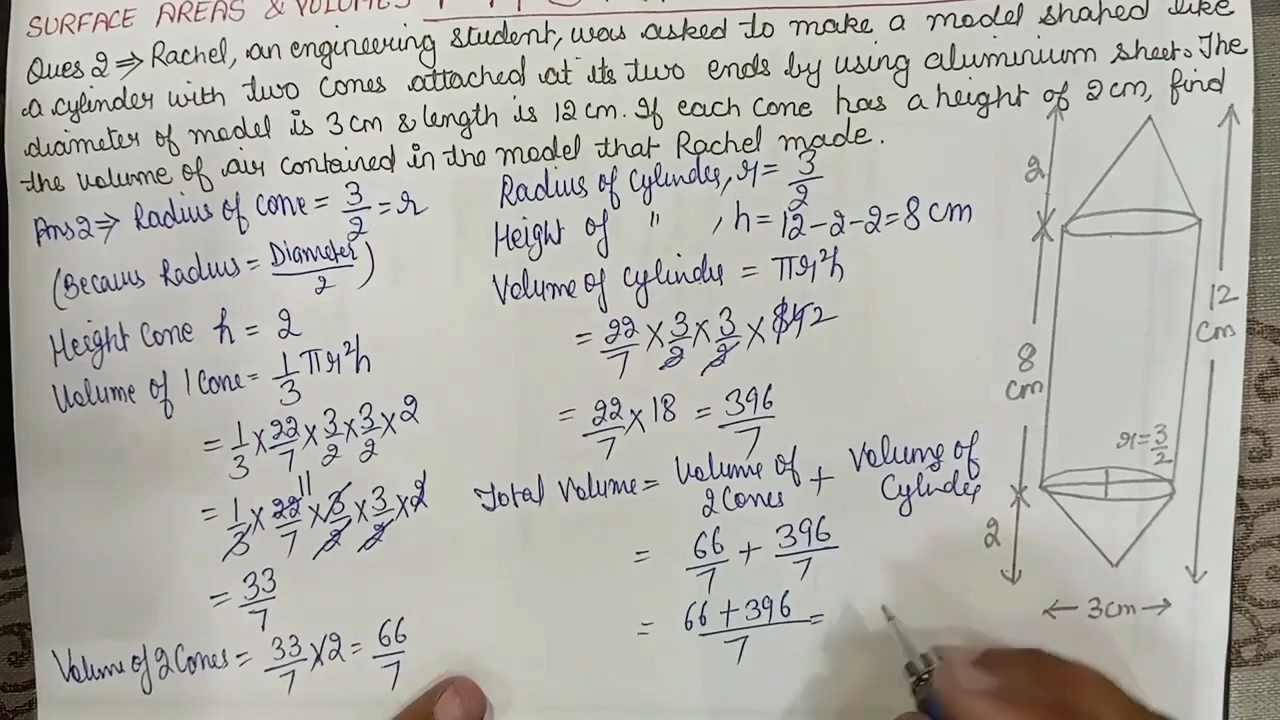 SURFACE AREAS & VOLUMES
Ques 2 ⇒ Rachel, an engineering student, was asked to make a model shaped like
a cylinder with two cones attached at its two ends by using aluminium sheet. The
diameter of model is 3 cm & length is 12 cm. If each cone has a height of 2 cm, find
the volume of air contained in the model that Rachel made.
Ans 2 ⇒ Radius of cone = 3/2 = r
(Becaus Radius = Diameter/2)
Height Cone h = 2
Volume of 1 Cone = 1/3 πr²h
= 1/3 × 22/7 × 3/2 × 3/2 × 2
= 1/3 × 22/7 × 3/2 × 3/2 × 2
11
= 33/7
Volume of 2 Cones = 33/7 × 2 = 66/7
Radius of Cylinder, r = 3/2
Height of " , h = 12-2-2 = 8 cm
Volume of Cylinder = πr²h
= 22/7 × 3/2 × 3/2 × 8 4 2
= 22/7 × 18 = 396/7
Total Volume = Volume of 2 Cones + Volume of Cylinder
= 66/7 + 396/7
= 66 + 396/7 =
2
8 cm
2
12 cm
r = 3/2
← 3cm →